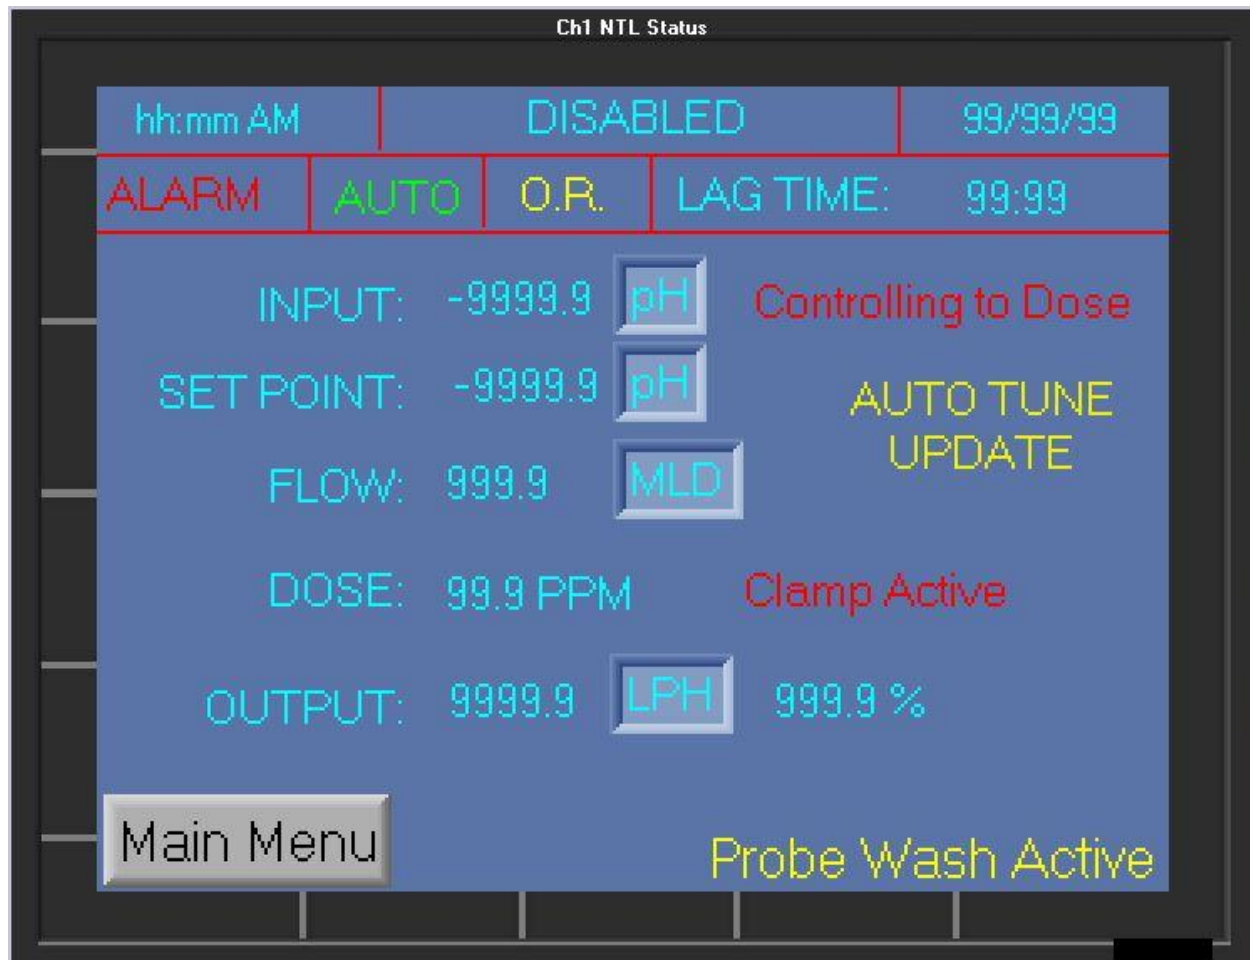 Ch1 NTL Status
hh:mm AM DISABLED 99/99/99
ALARM AUTO O.R. LAG TIME: 99:99
INPUT: -9999.9 pH Controlling to Dose
SET POINT: -9999.9 pH AUTO TUNE
UPDATE
FLOW: 999.9 MLD
DOSE: 99.9 PPM Clamp Active
OUTPUT: 9999.9 LPH 999.9 %
Main Menu Probe Wash Active